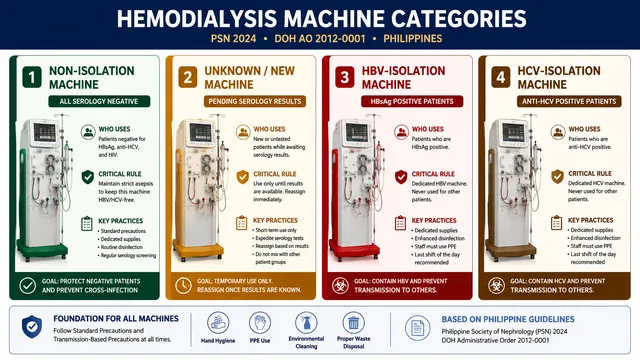 HEMODIALYSIS MACHINE CATEGORIES
PSN 2024 • DOH AO 2012-0001 • PHILIPPINES
1
NON-ISOLATION
MACHINE
ALL SEROLOGY NEGATIVE
WHO USES
Patients negative for
HBsAg, anti-HCV,
and HIV.
CRITICAL RULE
Maintain strict asepsis
to keep this machine
HBV/HCV-free.
KEY PRACTICES
• Standard precautions
• Dedicated supplies
• Routine disinfection
• Regular serology screening
GOAL: PROTECT NEGATIVE PATIENTS
AND PREVENT CROSS-INFECTION
2
UNKNOWN / NEW
MACHINE
PENDING SEROLOGY RESULTS
WHO USES
New or untested
patients while awaiting
serology results.
CRITICAL RULE
Use only until results
are available. Reassign
immediately.
KEY PRACTICES
• Short-term use only
• Expedite serology tests
• Reassign based on results
• Do not mix with other
patient groups
GOAL: TEMPORARY USE ONLY.
REASSIGN ONCE RESULTS ARE KNOWN.
3
HBV-ISOLATION
MACHINE
HBsAg POSITIVE PATIENTS
WHO USES
Patients who are
HBsAg positive.
CRITICAL RULE
Dedicated HBV machine.
Never used for other
patients.
KEY PRACTICES
• Dedicated supplies
• Enhanced disinfection
• Staff must use PPE
• Last shift of the day
recommended
GOAL: CONTAIN HBV AND PREVENT
TRANSMISSION TO OTHERS.
4
HCV-ISOLATION
MACHINE
ANTI-HCV POSITIVE PATIENTS
WHO USES
Patients who are
anti-HCV positive.
CRITICAL RULE
Dedicated HCV machine.
Never used for other
patients.
KEY PRACTICES
• Dedicated supplies
• Enhanced disinfection
• Staff must use PPE
• Last shift of the day
recommended
GOAL: CONTAIN HCV AND PREVENT
TRANSMISSION TO OTHERS.
FOUNDATION FOR ALL MACHINES
Follow Standard Precautions and
Transmission-Based Precautions at all times.
Hand Hygiene
PPE Use
Environmental
Cleaning
Proper Waste
Disposal
BASED ON PHILIPPINE GUIDELINES
Philippine Society of Nephrology (PSN) 2024
DOH Administrative Order 2012-0001